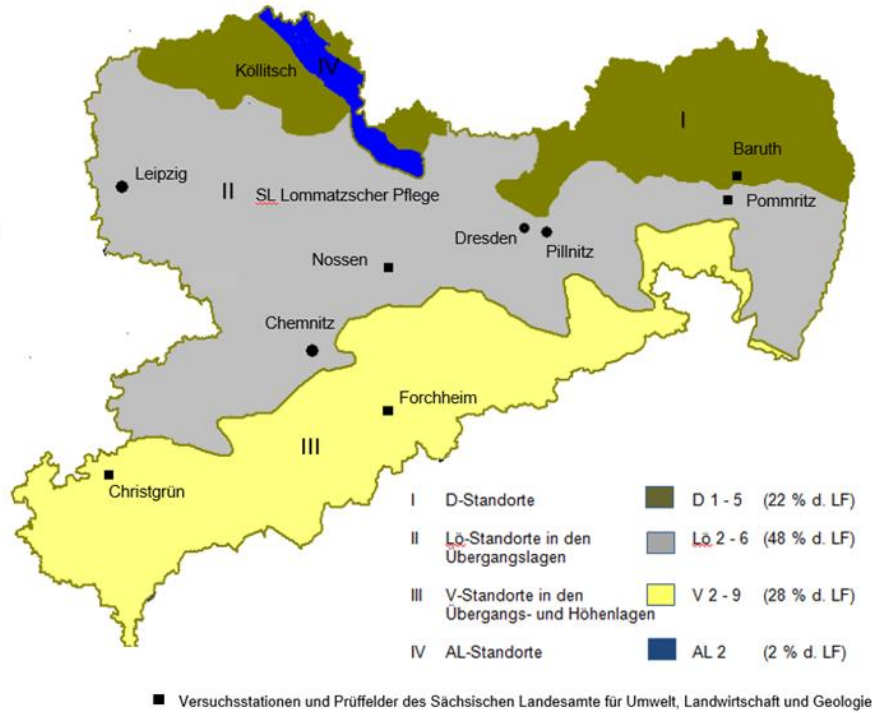 IV
Köllitsch
I
Baruth
Leipzig
II
SL Lommatzscher Pflege
Pommritz
Dresden
Pillnitz
Nossen
Chemnitz
Forchheim
III
Christgrün
I D-Standorte D 1 - 5 (22 % d. LF)
II Lö-Standorte in den Lö 2 - 6 (48 % d. LF)
Übergangslagen
III V-Standorte in den V 2 - 9 (28 % d. LF)
Übergangs- und Höhenlagen
IV AL-Standorte AL 2 (2 % d. LF)
Versuchsstationen und Prüffelder des Sächsischen Landesamte für Umwelt, Landwirtschaft und Geologie